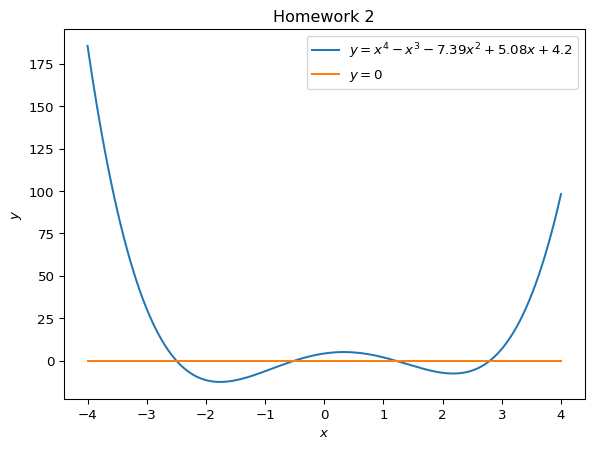 Homework 2
y = x⁴ − x³ − 7.39x² + 5.08x + 4.2
y = 0
175
150
125
100
75
50
25
0
y
−4 −3 −2 −1 0 1 2 3 4
x